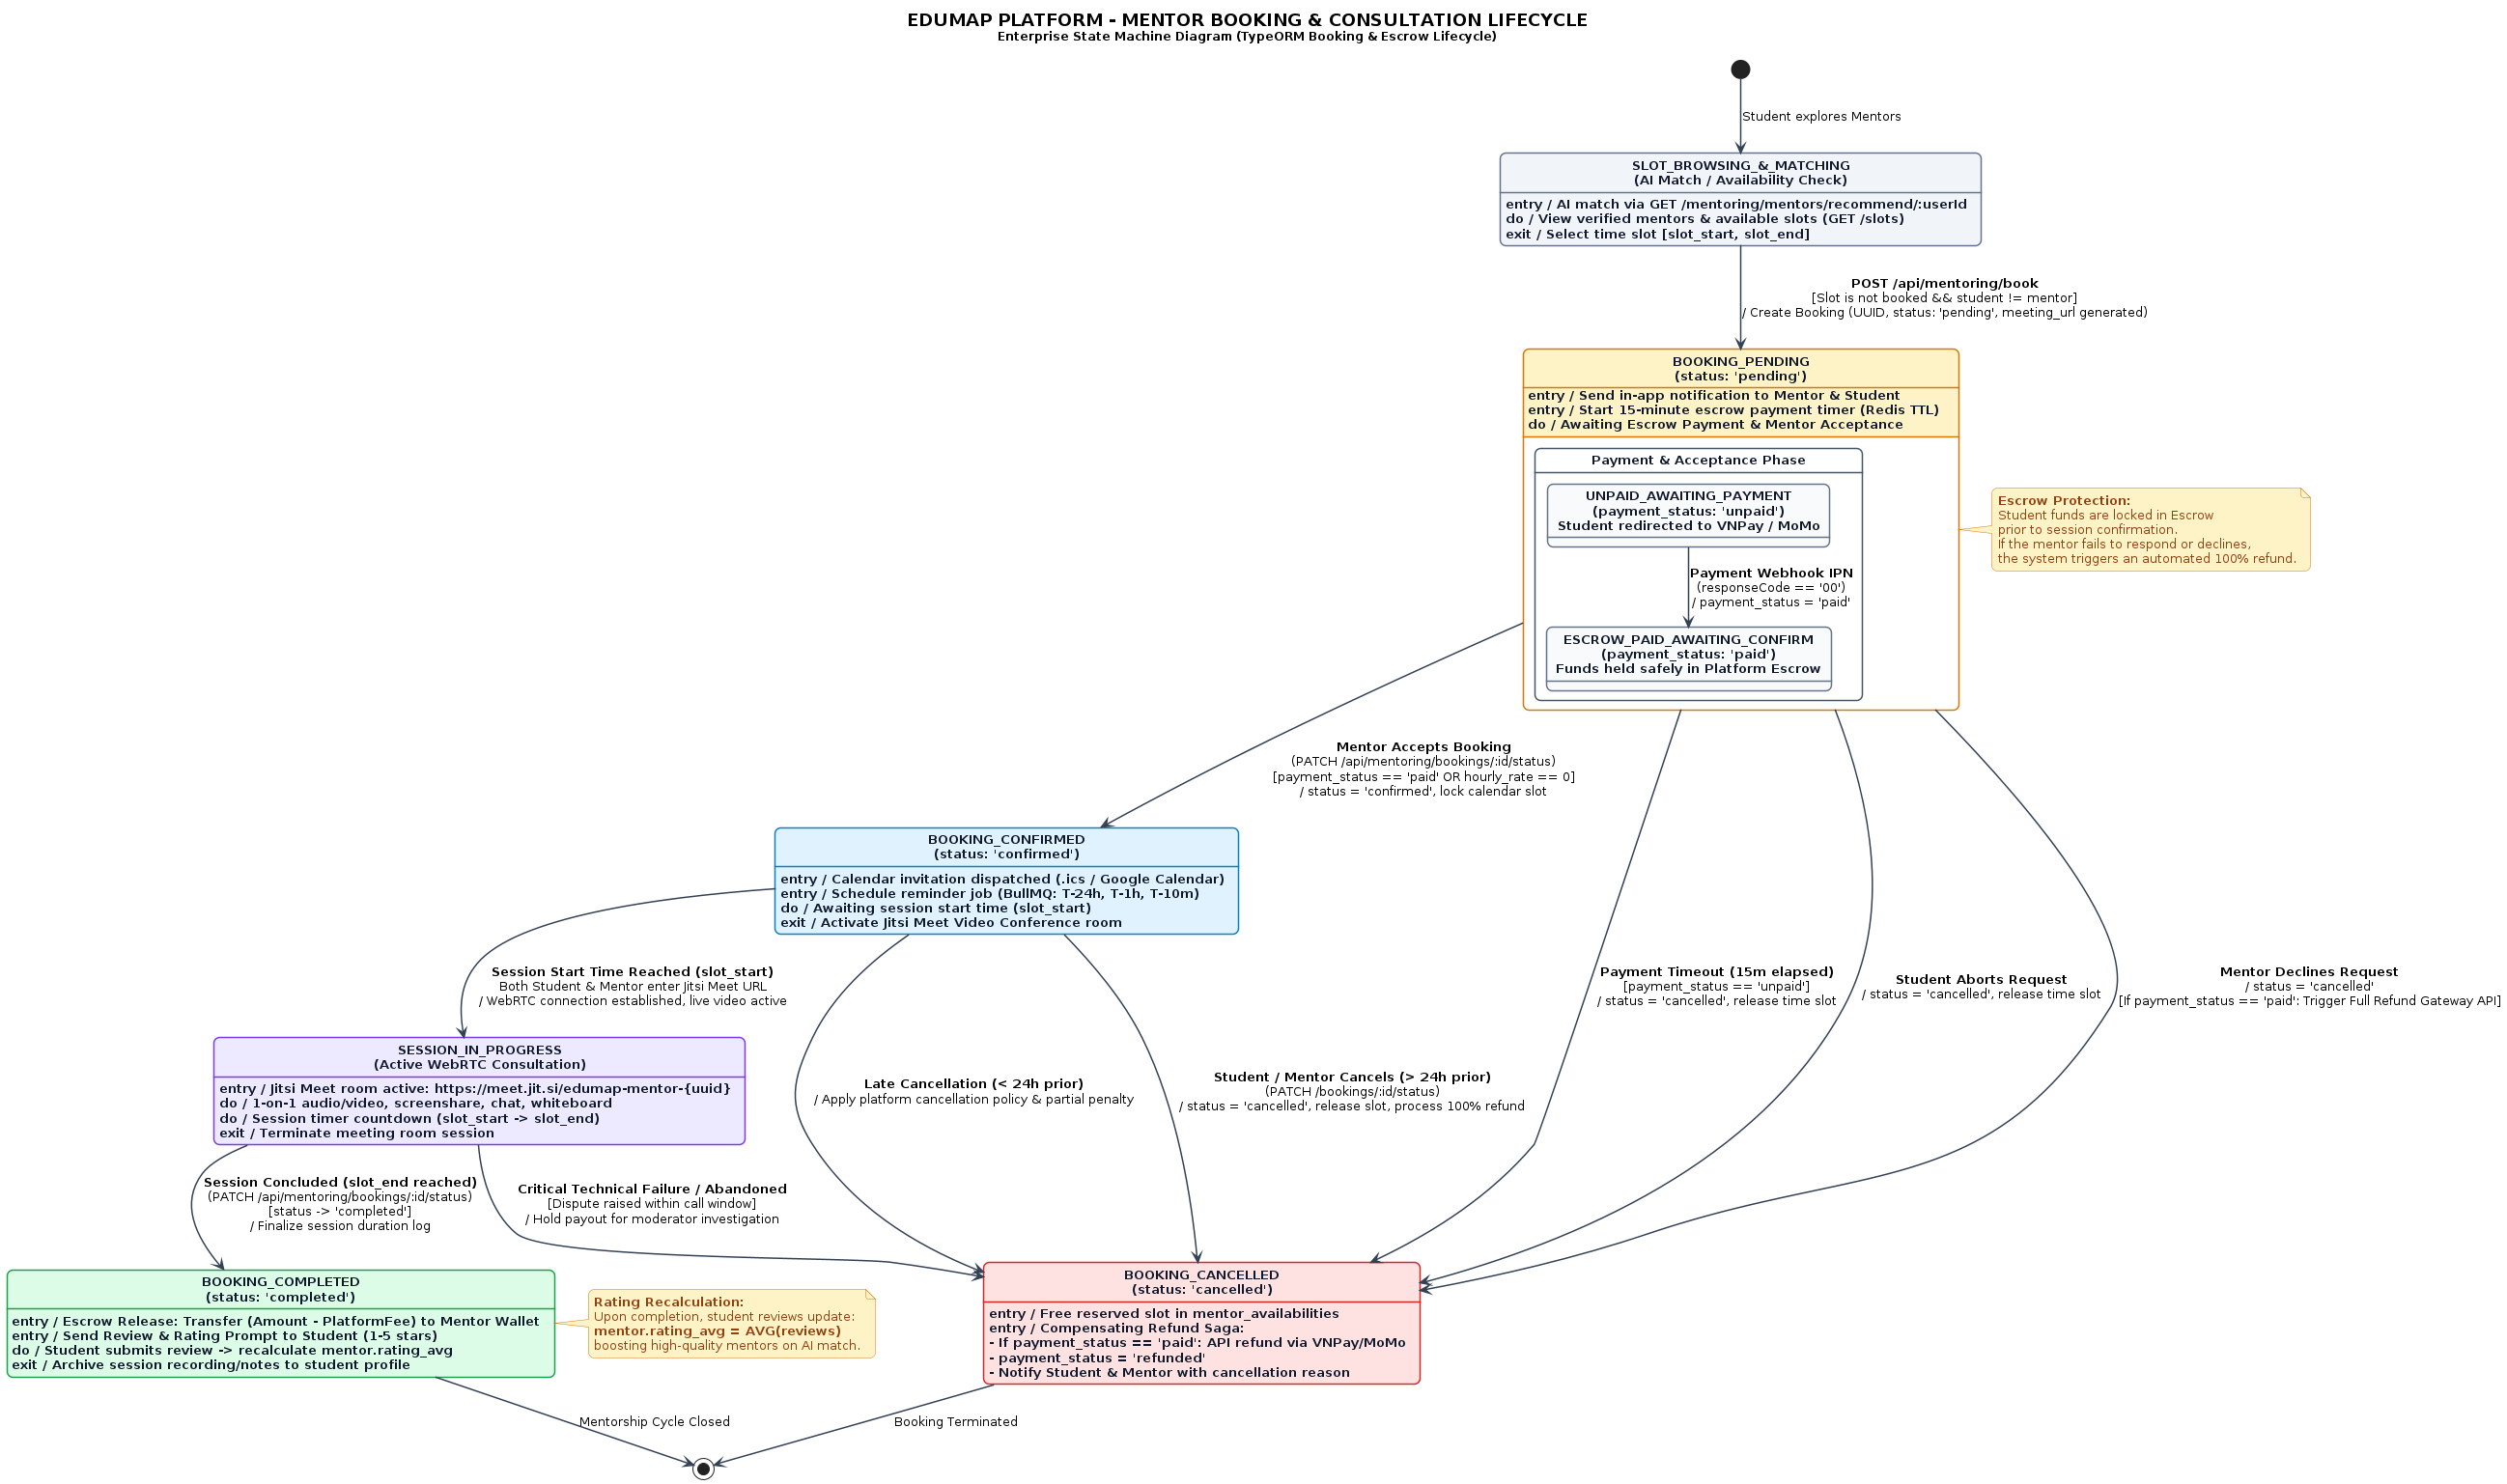 EDUMAP PLATFORM - MENTOR BOOKING & CONSULTATION LIFECYCLE
Enterprise State Machine Diagram (TypeORM Booking & Escrow Lifecycle)
Student explores Mentors
SLOT_BROWSING_&_MATCHING
(AI Match / Availability Check)
entry / AI match via GET /mentoring/mentors/recommend/:userId
do / View verified mentors & available slots (GET /slots)
exit / Select time slot [slot_start, slot_end]
POST /api/mentoring/book
[Slot is not booked && student != mentor]
/ Create Booking (UUID, status: 'pending', meeting_url generated)
BOOKING_PENDING
(status: 'pending')
entry / Send in-app notification to Mentor & Student
entry / Start 15-minute escrow payment timer (Redis TTL)
do / Awaiting Escrow Payment & Mentor Acceptance
Payment & Acceptance Phase
UNPAID_AWAITING_PAYMENT
(payment_status: 'unpaid')
Student redirected to VNPay / MoMo
Payment Webhook IPN
(responseCode == '00')
/ payment_status = 'paid'
ESCROW_PAID_AWAITING_CONFIRM
(payment_status: 'paid')
Funds held safely in Platform Escrow
Escrow Protection:
Student funds are locked in Escrow
prior to session confirmation.
If the mentor fails to respond or declines,
the system triggers an automated 100% refund.
Mentor Accepts Booking
(PATCH /api/mentoring/bookings/:id/status)
[payment_status == 'paid' OR hourly_rate == 0]
/ status = 'confirmed', lock calendar slot
BOOKING_CONFIRMED
(status: 'confirmed')
entry / Calendar invitation dispatched (.ics / Google Calendar)
entry / Schedule reminder job (BullMQ: T-24h, T-1h, T-10m)
do / Awaiting session start time (slot_start)
exit / Activate Jitsi Meet Video Conference room
Session Start Time Reached (slot_start)
Both Student & Mentor enter Jitsi Meet URL
/ WebRTC connection established, live video active
Payment Timeout (15m elapsed)
[payment_status == 'unpaid']
/ status = 'cancelled', release time slot
Student Aborts Request
/ status = 'cancelled', release time slot
Mentor Declines Request
/ status = 'cancelled'
[If payment_status == 'paid': Trigger Full Refund Gateway API]
SESSION_IN_PROGRESS
(Active WebRTC Consultation)
entry / Jitsi Meet room active: https://meet.jit.si/edumap-mentor-{uuid}
do / 1-on-1 audio/video, screenshare, chat, whiteboard
do / Session timer countdown (slot_start -> slot_end)
exit / Terminate meeting room session
Late Cancellation (< 24h prior)
/ Apply platform cancellation policy & partial penalty
Student / Mentor Cancels (> 24h prior)
(PATCH /bookings/:id/status)
/ status = 'cancelled', release slot, process 100% refund
Session Concluded (slot_end reached)
(PATCH /api/mentoring/bookings/:id/status)
[status -> 'completed']
/ Finalize session duration log
Critical Technical Failure / Abandoned
[Dispute raised within call window]
/ Hold payout for moderator investigation
BOOKING_COMPLETED
(status: 'completed')
entry / Escrow Release: Transfer (Amount - PlatformFee) to Mentor Wallet
entry / Send Review & Rating Prompt to Student (1-5 stars)
do / Student submits review -> recalculate mentor.rating_avg
exit / Archive session recording/notes to student profile
Rating Recalculation:
Upon completion, student reviews update:
mentor.rating_avg = AVG(reviews)
boosting high-quality mentors on AI match.
BOOKING_CANCELLED
(status: 'cancelled')
entry / Free reserved slot in mentor_availabilities
entry / Compensating Refund Saga:
- If payment_status == 'paid': API refund via VNPay/MoMo
- payment_status = 'refunded'
- Notify Student & Mentor with cancellation reason
Mentorship Cycle Closed
Booking Terminated